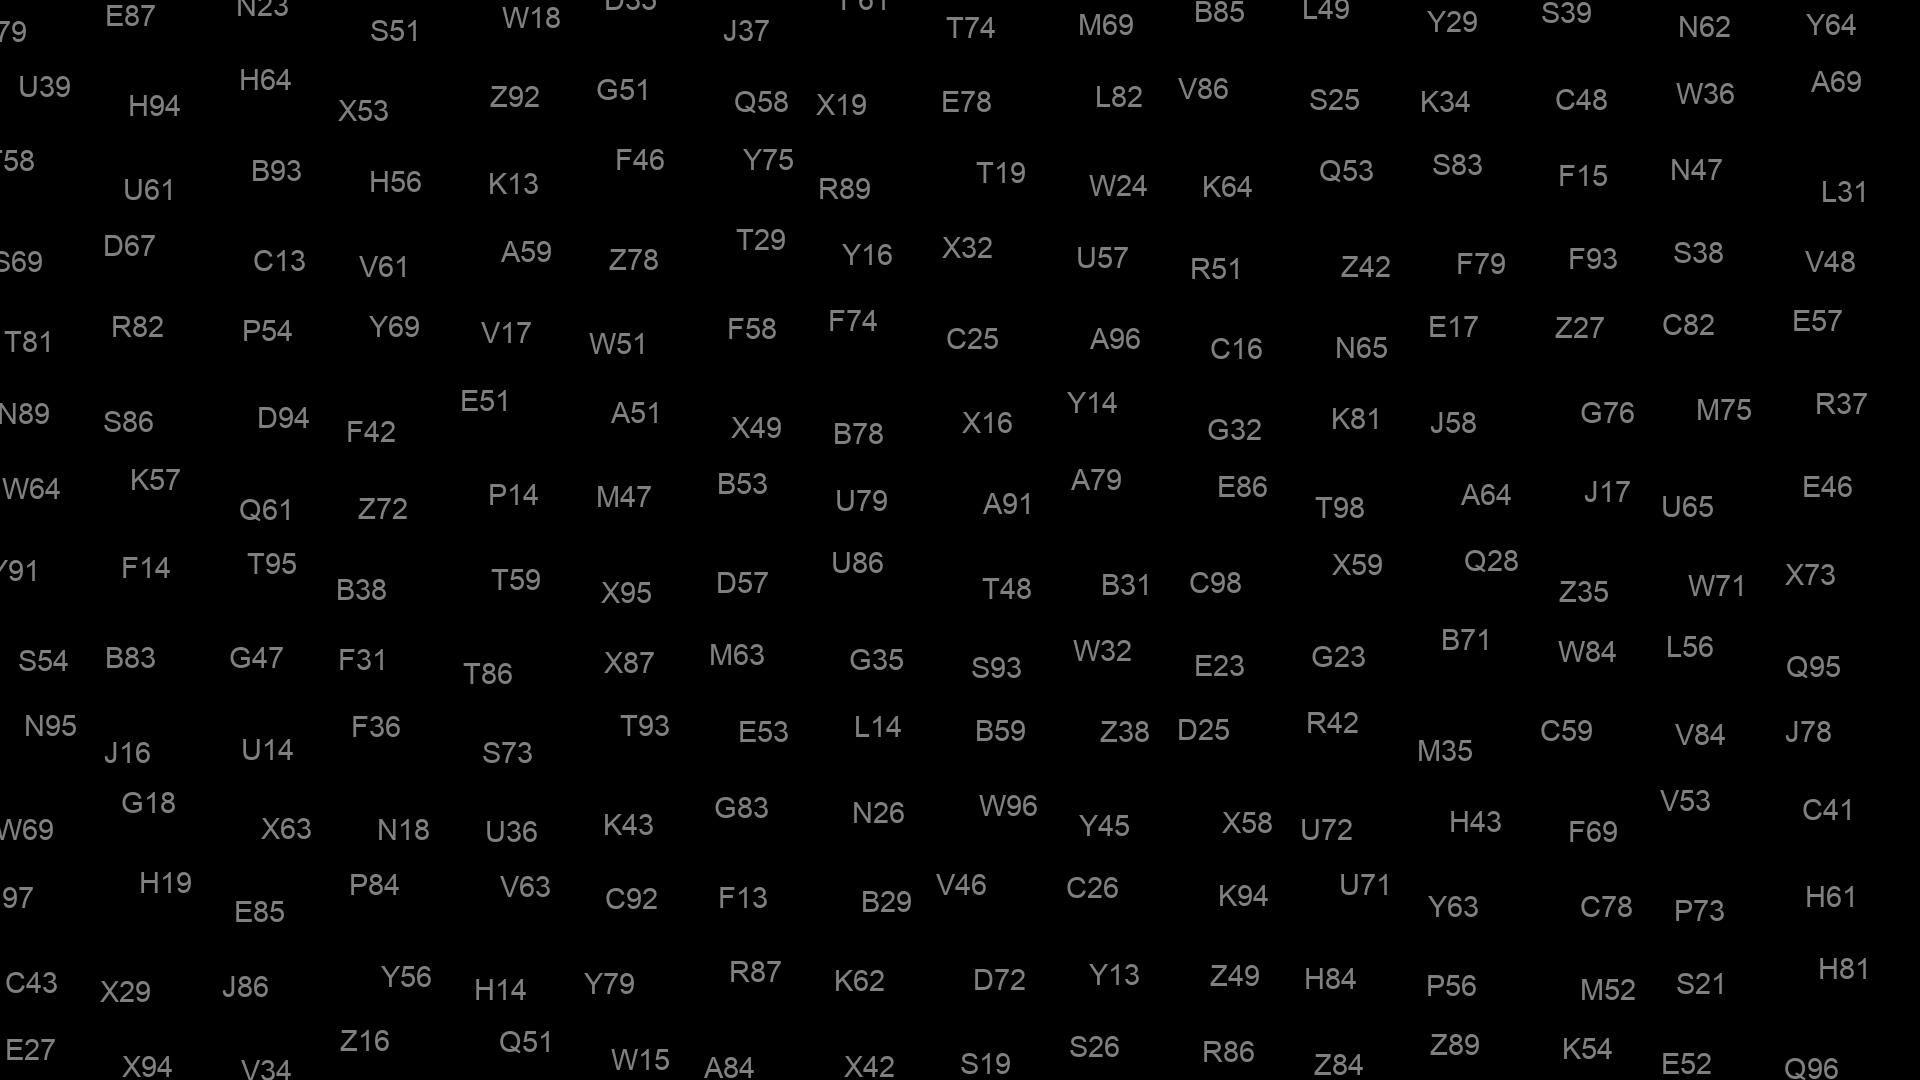 E87 N23 S51 W18 D35 J37 T74 M69 B85 L49 Y29 S39 N62 Y64
U39 H94 H64 X53 Z92 G51 Q58 X19 E78 L82 V86 S25 K34 C48 W36 A69
U61 B93 H56 K13 F46 Y75 R89 T19 W24 K64 Q53 S83 F15 N47 L31
S69 D67 C13 V61 A59 Z78 T29 Y16 X32 U57 R51 Z42 F79 F93 S38 V48
T81 R82 P54 Y69 V17 W51 F58 F74 C25 A96 C16 N65 E17 Z27 C82 E57
N89 S86 D94 F42 E51 A51 X49 B78 X16 Y14 G32 K81 J58 G76 M75 R37
W64 K57 Q61 Z72 P14 M47 B53 U79 A91 A79 E86 T98 A64 J17 U65 E46
Y91 F14 T95 B38 T59 X95 D57 U86 T48 B31 C98 X59 Q28 Z35 W71 X73
S54 B83 G47 F31 T86 X87 M63 G35 S93 W32 E23 G23 B71 W84 L56 Q95
N95 J16 U14 F36 S73 T93 E53 L14 B59 Z38 D25 R42 M35 C59 V84 J78
W69 G18 X63 N18 U36 K43 G83 N26 W96 Y45 X58 U72 H43 F69 V53 C41
97 H19 E85 P84 V63 C92 F13 B29 V46 C26 K94 U71 Y63 C78 P73 H61
C43 X29 J86 Y56 H14 Y79 R87 K62 D72 Y13 Z49 H84 P56 M52 S21 H81
E27 X94 V34 Z16 Q51 W15 A84 X42 S19 S26 R86 Z84 Z89 K54 E52 Q96